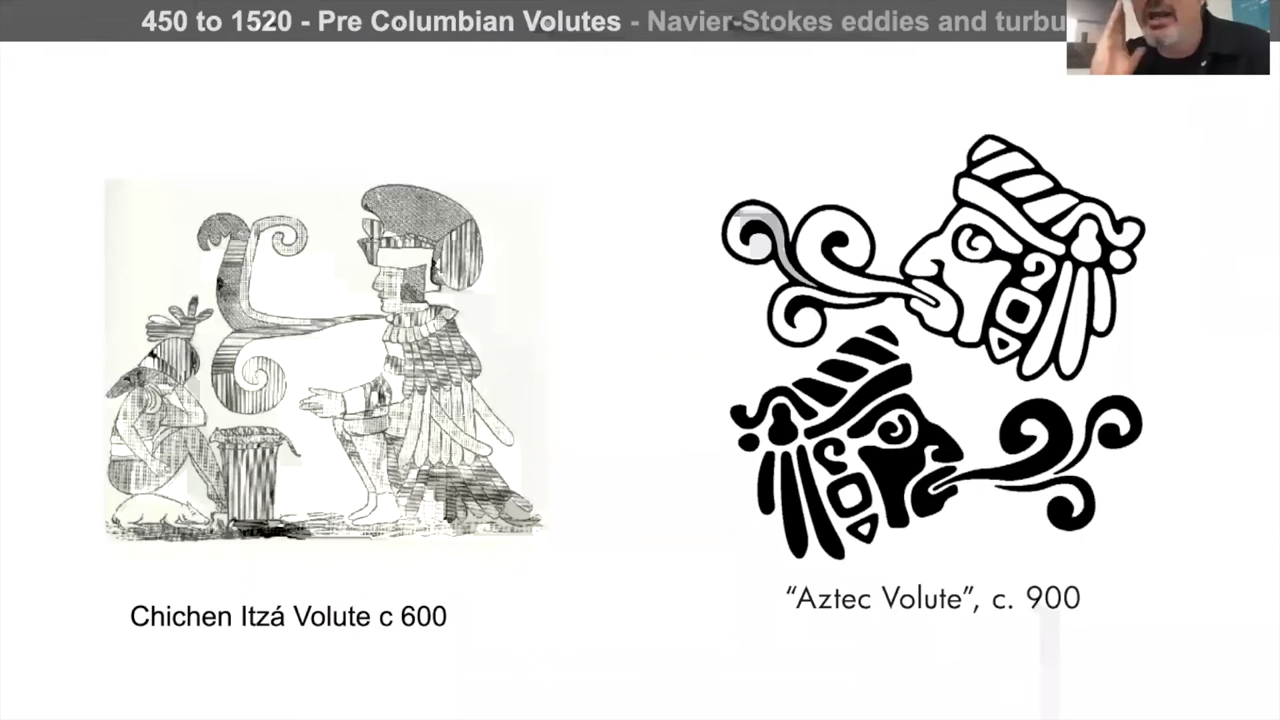 450 to 1520 - Pre Columbian Volutes - Navier-Stokes eddies and
Chichen Itzá Volute c 600
“Aztec Volute”, c. 900